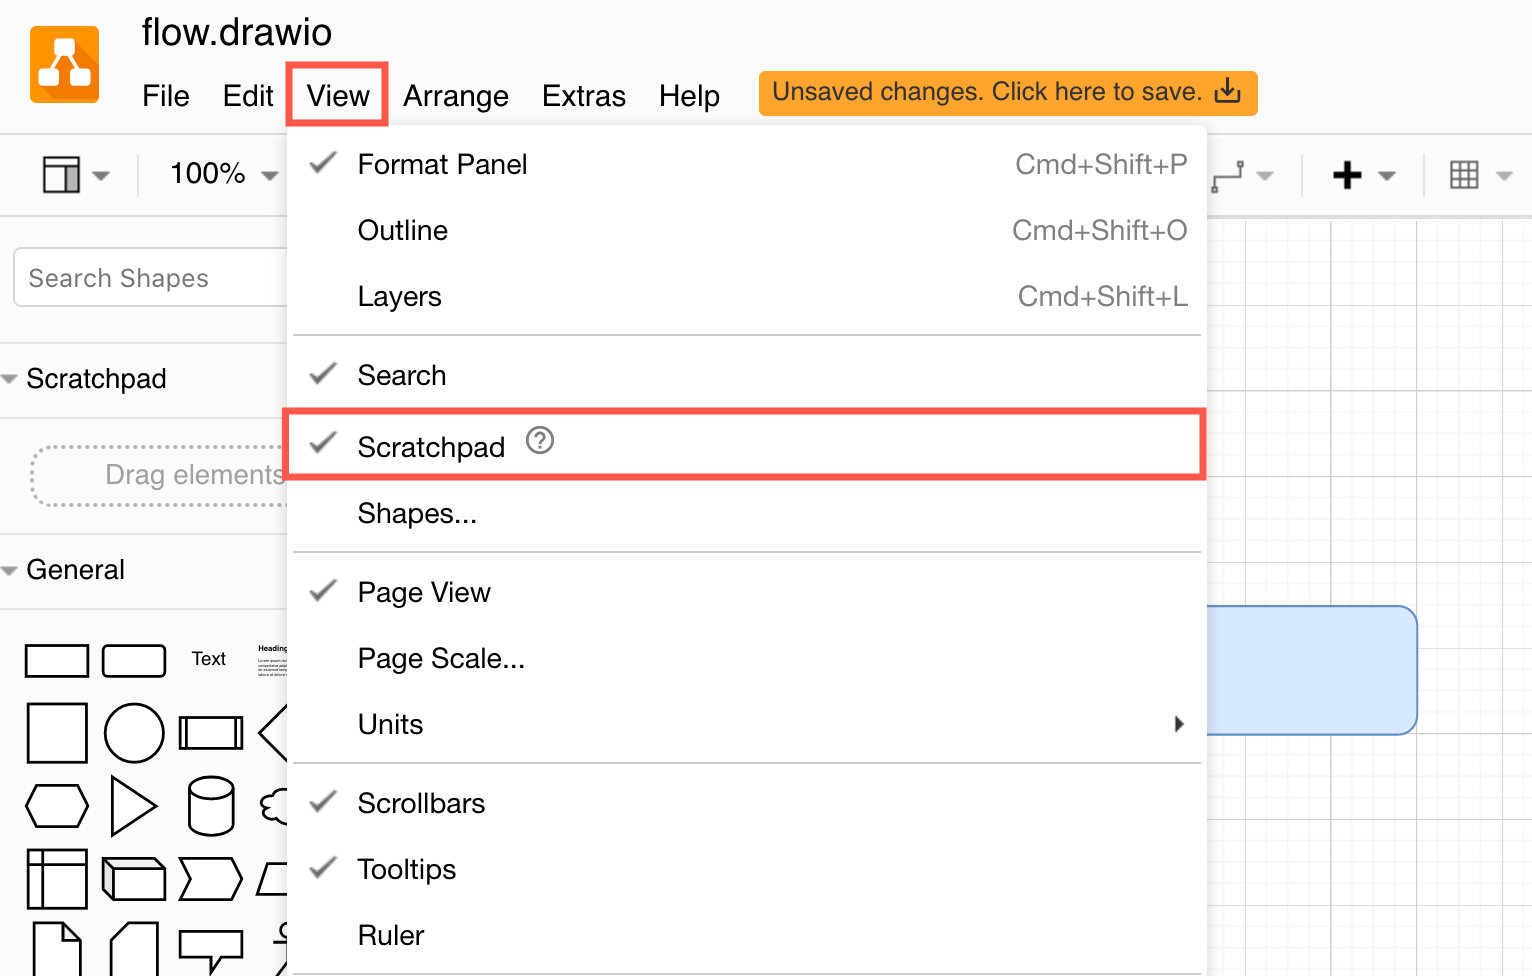 flow.drawio
File Edit View Arrange Extras Help Unsaved changes. Click here to save.
100%
Search Shapes
Scratchpad
Drag elements
General
Text
Heading
Format Panel Cmd+Shift+P
Outline Cmd+Shift+O
Layers Cmd+Shift+L
Search
Scratchpad ?
Shapes...
Page View
Page Scale...
Units
Scrollbars
Tooltips
Ruler